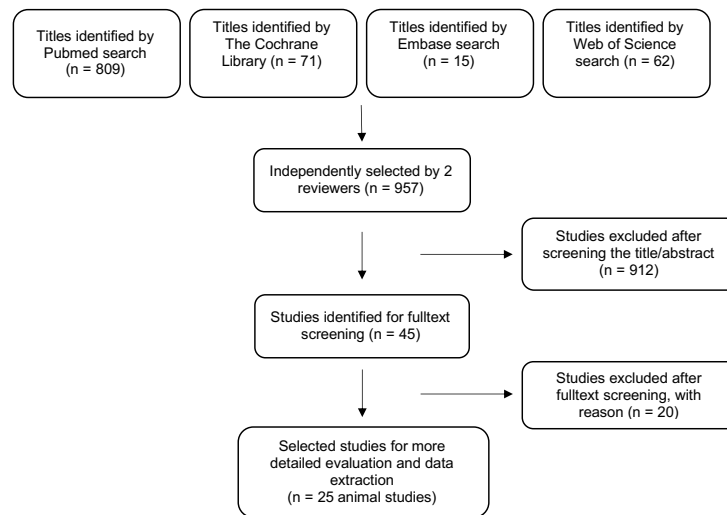 Titles identified by
Pubmed search
(n = 809)
Titles identified by
The Cochrane
Library (n = 71)
Titles identified by
Embase search
(n = 15)
Titles identified by
Web of Science
search (n = 62)
Independently selected by 2
reviewers (n = 957)
Studies excluded after
screening the title/abstract
(n = 912)
Studies identified for fulltext
screening (n = 45)
Studies excluded after
fulltext screening, with
reason (n = 20)
Selected studies for more
detailed evaluation and data
extraction
(n = 25 animal studies)